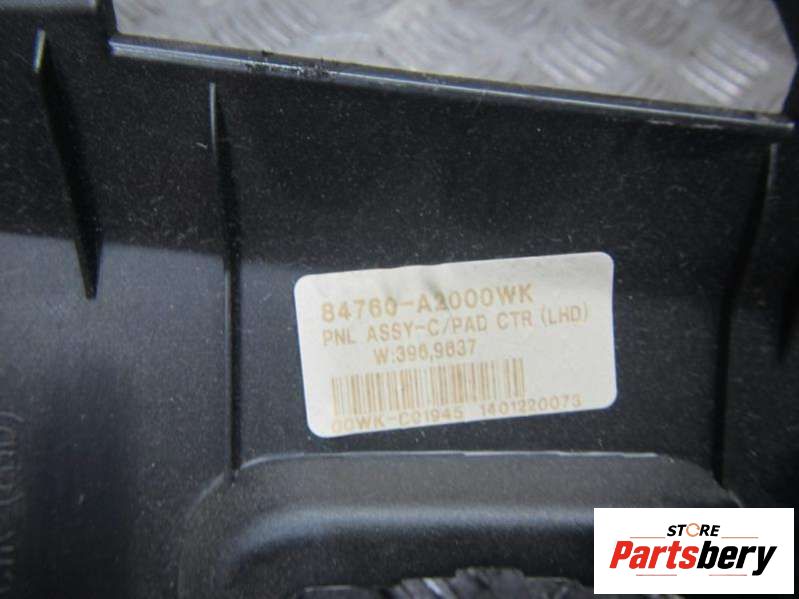 84760-A2000WK
PNL ASSY-C/PAD CTR (LHD)
W:396,9637
00WK-C01945 1401220073
STORE
Partsbery